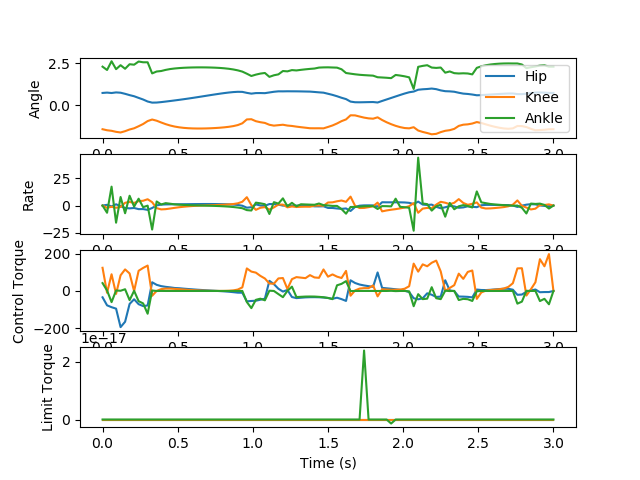 2.5
0.0
Angle
Hip
Knee
Ankle
0.0 0.5 1.0 1.5 2.0 2.5 3.0
25
0
−25
Rate
0.0 0.5 1.0 1.5 2.0 2.5 3.0
200
0
−200
Control Torque
0.0 0.5 1.0 1.5 2.0 2.5 3.0
1e−17
2
0
Limit Torque
0.0 0.5 1.0 1.5 2.0 2.5 3.0
Time (s)